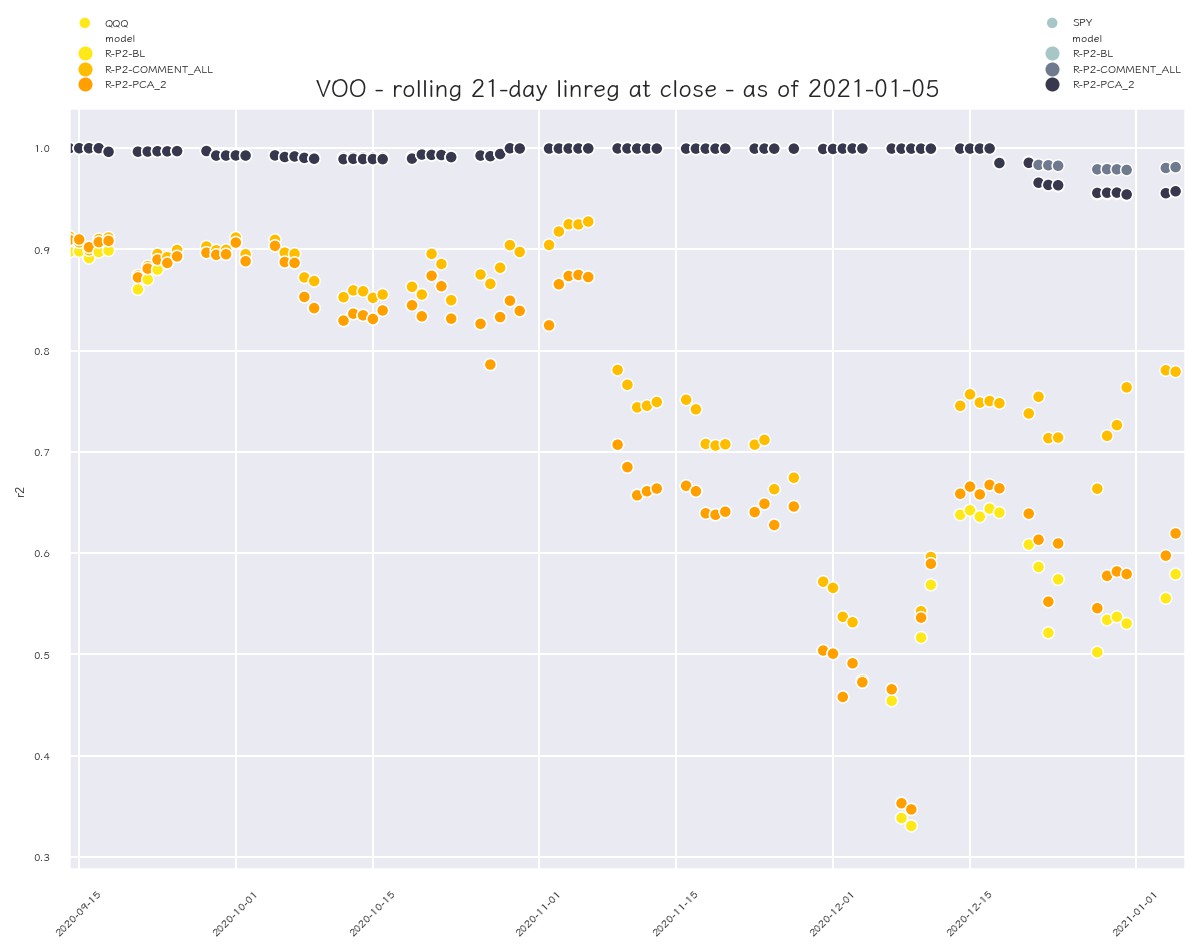 QQQ
model
R-P2-BL
R-P2-COMMENT_ALL
R-P2-PCA_2
SPY
model
R-P2-BL
R-P2-COMMENT_ALL
R-P2-PCA_2
VOO - rolling 21-day linreg at close - as of 2021-01-05
1.0
0.9
0.8
0.7
0.6
0.5
0.4
0.3
r2
2020-09-15
2020-10-01
2020-10-15
2020-11-01
2020-11-15
2020-12-01
2020-12-15
2021-01-01